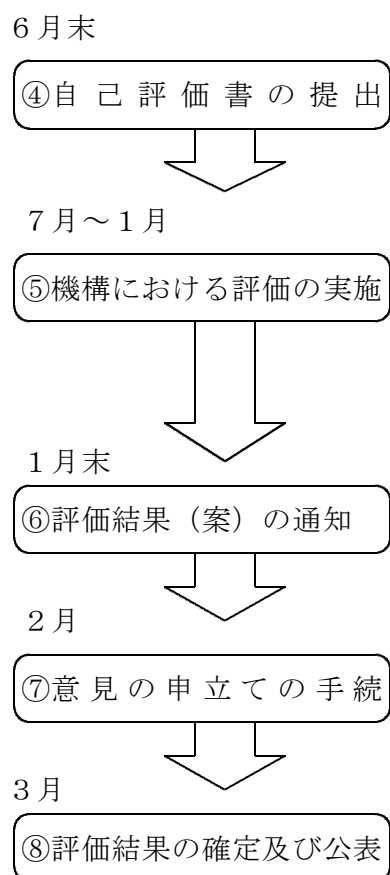 ６月末
④自己評価書の提出
７月～１月
⑤機構における評価の実施
１月末
⑥評価結果（案）の通知
２月
⑦意見の申立ての手続
３月
⑧評価結果の確定及び公表